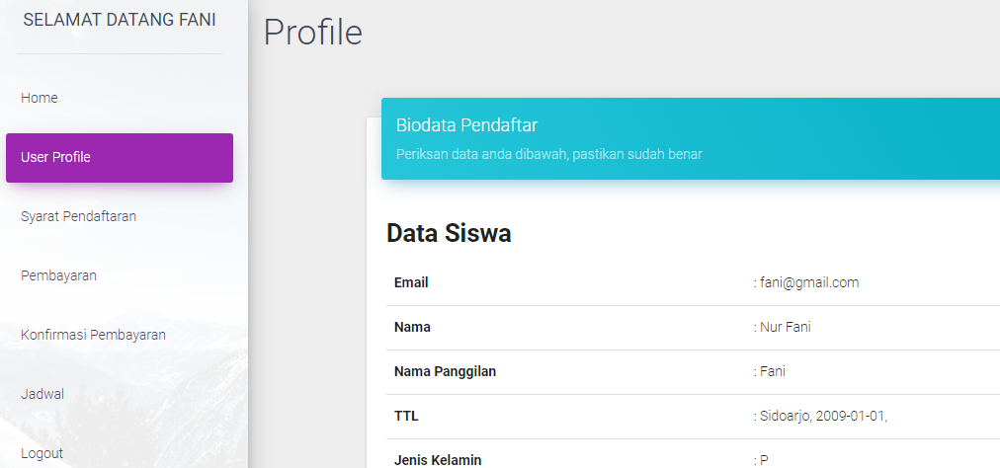 SELAMAT DATANG FANI
Home
User Profile
Syarat Pendaftaran
Pembayaran
Konfirmasi Pembayaran
Jadwal
Logout
Profile
Biodata Pendaftar
Periksan data anda dibawah, pastikan sudah benar
Data Siswa
Email : fani@gmail.com
Nama : Nur Fani
Nama Panggilan : Fani
TTL : Sidoarjo, 2009-01-01,
Jenis Kelamin : P